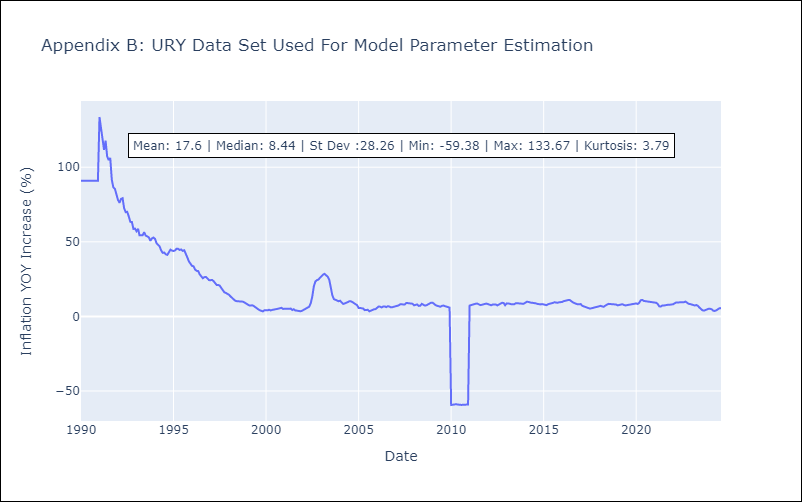 Appendix B: URY Data Set Used For Model Parameter Estimation
Mean: 17.6 | Median: 8.44 | St Dev :28.26 | Min: -59.38 | Max: 133.67 | Kurtosis: 3.79
Inflation YOY Increase (%)
100
50
0
−50
1990 1995 2000 2005 2010 2015 2020
Date